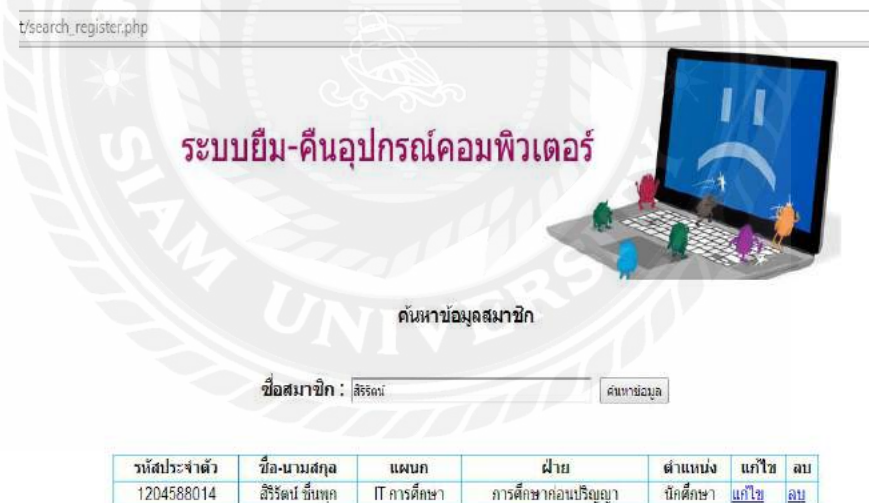 t/search_register.php
ระบบยืม-คืนอุปกรณ์คอมพิวเตอร์
SIAM UNIVERSITY
ค้นหาข้อมูลสมาชิก
ชื่อสมาชิก : สิริรัตน์ ค้นหาข้อมูล
รหัสประจำตัว ชื่อ-นามสกุล แผนก ฝ่าย ตำแหน่ง แก้ไข ลบ
1204588014 สิริรัตน์ ชื่นพุก IT การศึกษา การศึกษาก่อนปริญญา นักศึกษา แก้ไข ลบ